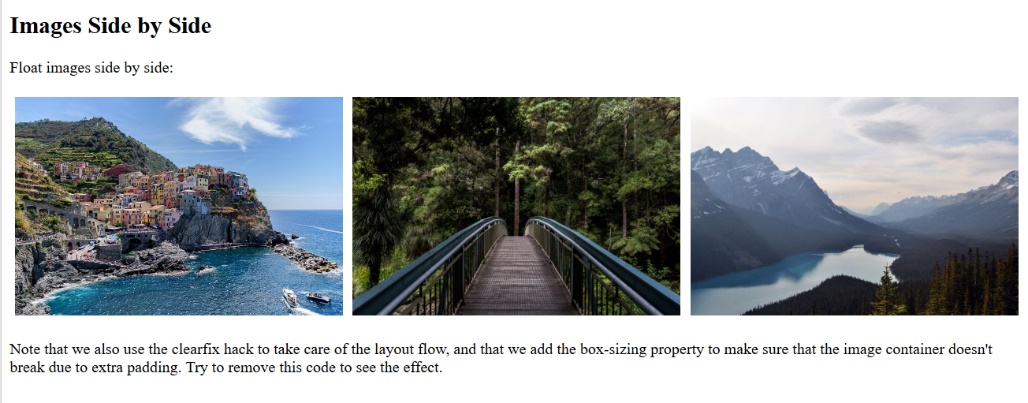 Images Side by Side
Float images side by side:
Note that we also use the clearfix hack to take care of the layout flow, and that we add the box-sizing property to make sure that the image container doesn't
break due to extra padding. Try to remove this code to see the effect.